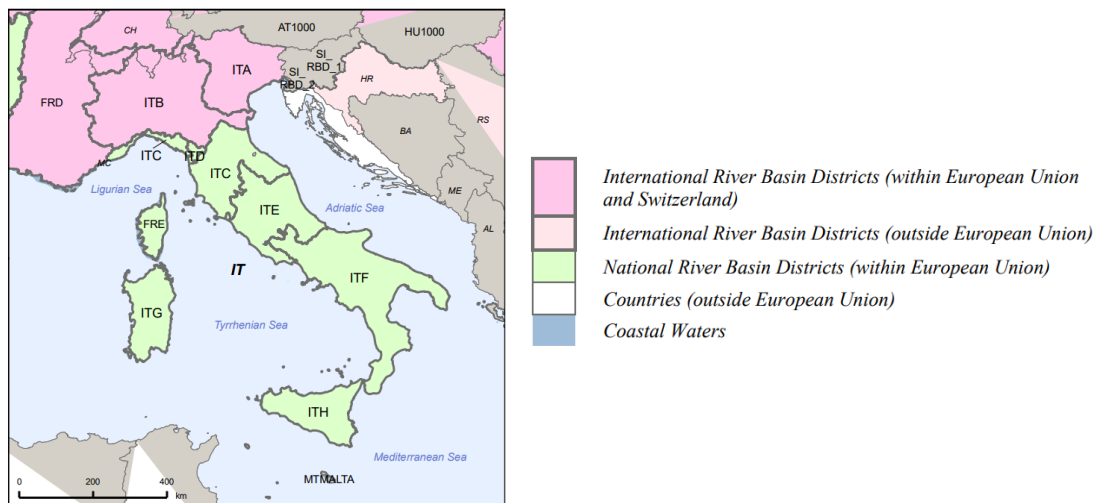 CH
AT1000
HU1000
SI_
RBD_1
SI_
RBD_2
ITA
HR
FRD
ITB
RS
BA
MC
ITC
ITD
ITC
ME
Ligurian Sea
Adriatic Sea
ITE
FRE
AL
IT
ITF
ITG
Tyrrhenian Sea
ITH
Mediterranean Sea
MTMALTA
0 200 400
km
International River Basin Districts (within European Union
and Switzerland)
International River Basin Districts (outside European Union)
National River Basin Districts (within European Union)
Countries (outside European Union)
Coastal Waters